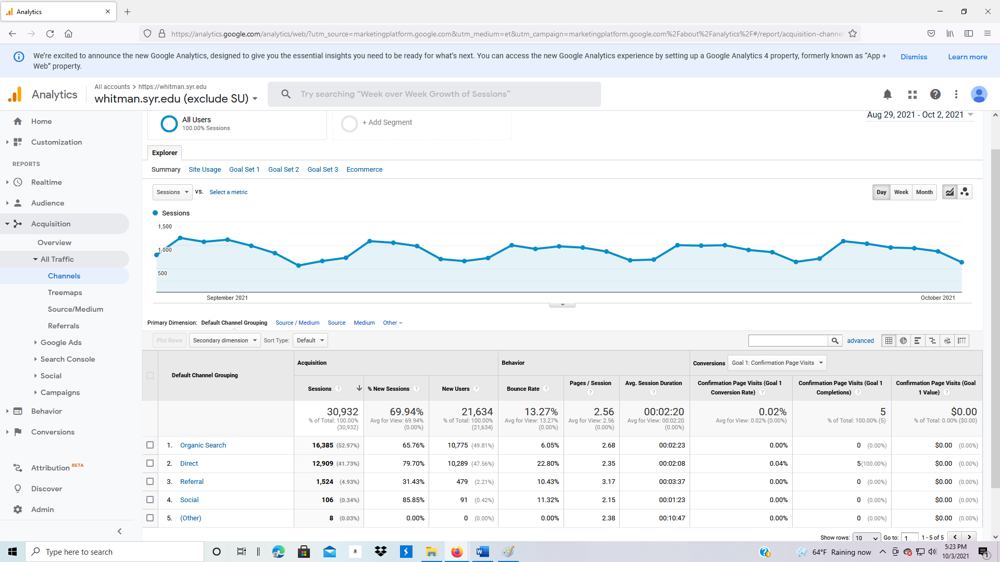 Analytics
https://analytics.google.com/analytics/web/?utm_source=marketingplatform.google.com&utm_medium=et&utm_campaign=marketingplatform.google.com%2Fabout%2Fanalytics%2F#/report/acquisition-channe
We're excited to announce the new Google Analytics, designed to give you the essential insights you need to be ready for what's next. You can access the new Google Analytics experience by setting up a Google Analytics 4 property, formerly known as "App +
Web" property.
Dismiss
Learn more
Analytics
All accounts > https://whitman.syr.edu
whitman.syr.edu (exclude SU)
Try searching "Week over Week Growth of Sessions"
Home
Customization
REPORTS
Realtime
Audience
Acquisition
Overview
All Traffic
Channels
Treemaps
Source/Medium
Referrals
Google Ads
Search Console
Social
Campaigns
Behavior
Conversions
Attribution BETA
Discover
Admin
All Users
100.00% Sessions
+ Add Segment
Aug 29, 2021 - Oct 2, 2021
Explorer
Summary Site Usage Goal Set 1 Goal Set 2 Goal Set 3 Ecommerce
Sessions vs. Select a metric
Day Week Month
Sessions
1,500
1,000
500
September 2021 October 2021
Primary Dimension: Default Channel Grouping Source / Medium Source Medium Other
Plot Rows Secondary dimension Sort Type: Default advanced
Default Channel Grouping
Acquisition Behavior Conversions Goal 1: Confirmation Page Visits
Sessions ? % New Sessions ? New Users ? Bounce Rate ? Pages / Session ? Avg. Session Duration ? Confirmation Page Visits (Goal 1 Conversion Rate) ? Confirmation Page Visits (Goal 1 Completions) ? Confirmation Page Visits (Goal 1 Value) ?
30,932 69.94% 21,634 13.27% 2.56 00:02:20 0.02% 5 $0.00
% of Total: 100.00% Avg for View: 69.94% % of Total: 100.00% Avg for View: 13.27% Avg for View: 2.56 Avg for View: 00:02:20 Avg for View: 0.02% (0.00%) % of Total: 100.00% (5) % of Total: 0.00% ($0.00)
(30,932) (0.00%) (21,634) (0.00%) (0.00%) (0.00%)
1. Organic Search 16,385 (52.97%) 65.76% 10,775 (49.81%) 6.05% 2.68 00:02:23 0.00% 0 (0.00%) $0.00 (0.00%)
2. Direct 12,909 (41.73%) 79.70% 10,289 (47.56%) 22.80% 2.35 00:02:08 0.04% 5(100.00%) $0.00 (0.00%)
3. Referral 1,524 (4.93%) 31.43% 479 (2.21%) 10.43% 3.17 00:03:37 0.00% 0 (0.00%) $0.00 (0.00%)
4. Social 106 (0.34%) 85.85% 91 (0.42%) 11.32% 2.15 00:01:23 0.00% 0 (0.00%) $0.00 (0.00%)
5. (Other) 8 (0.03%) 0.00% 0 (0.00%) 0.00% 2.38 00:10:47 0.00% 0 (0.00%) $0.00 (0.00%)
Show rows: 10 Go to: 1 1 - 5 of 5
Type here to search
a
64°F Raining now
5:23 PM
10/3/2021
1